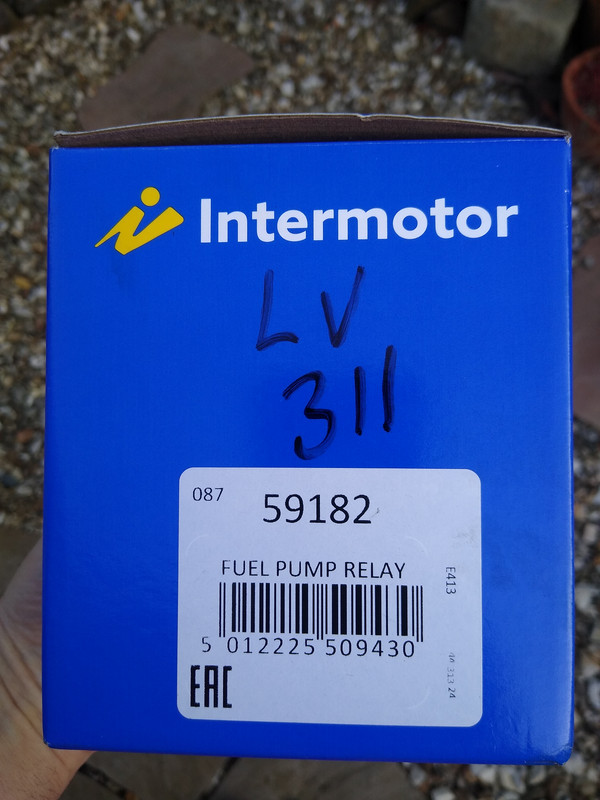 Intermotor
LV
311
087
59182
FUEL PUMP RELAY
E413
5 012225 509430
EAC